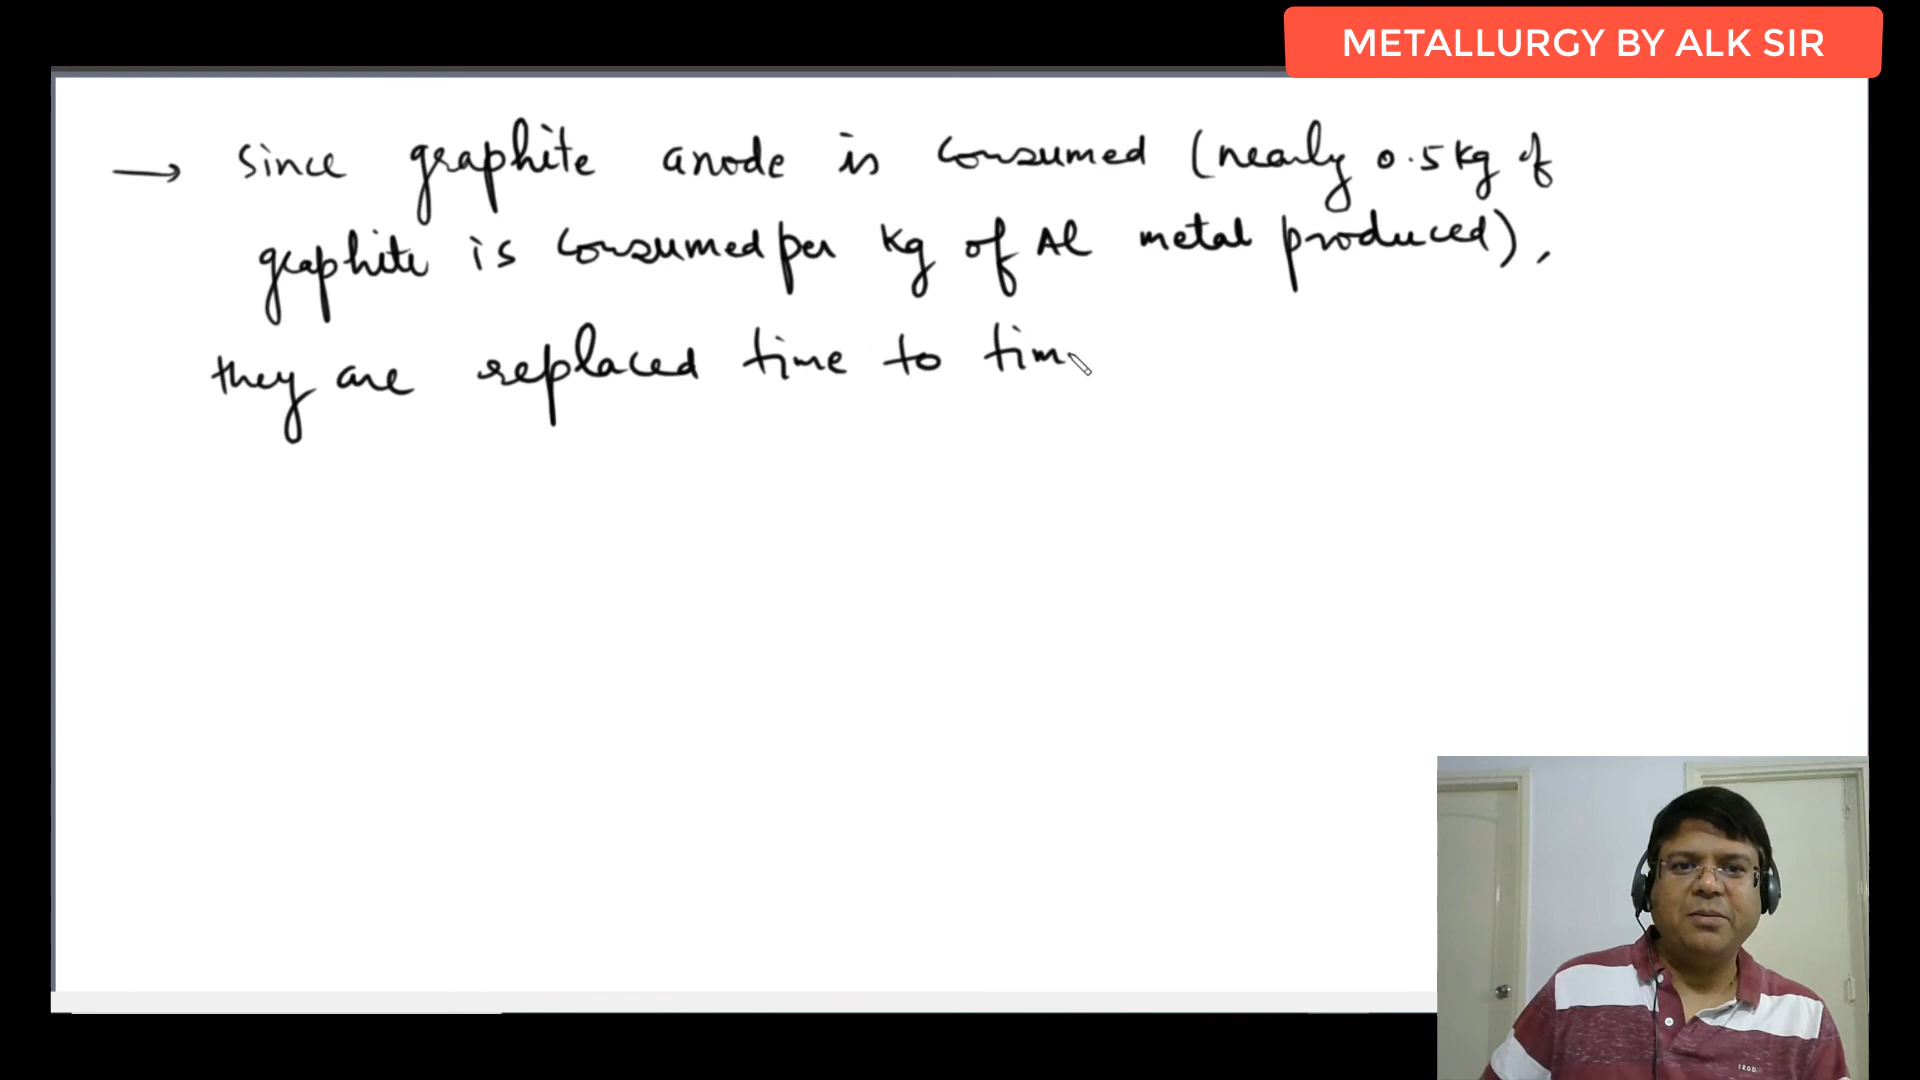 METALLURGY BY ALK SIR
→ Since graphite anode is consumed (nearly 0.5 kg of
graphite is consumed per kg of Al metal produced),
they are replaced time to tim
IZOD